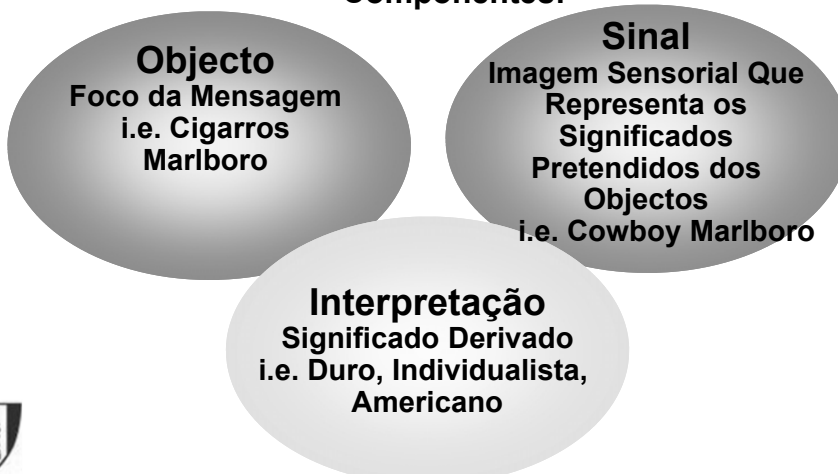 Componentes:
Objecto
Foco da Mensagem
i.e. Cigarros
Marlboro
Sinal
Imagem Sensorial Que
Representa os
Significados
Pretendidos dos
Objectos
i.e. Cowboy Marlboro
Interpretação
Significado Derivado
i.e. Duro, Individualista,
Americano